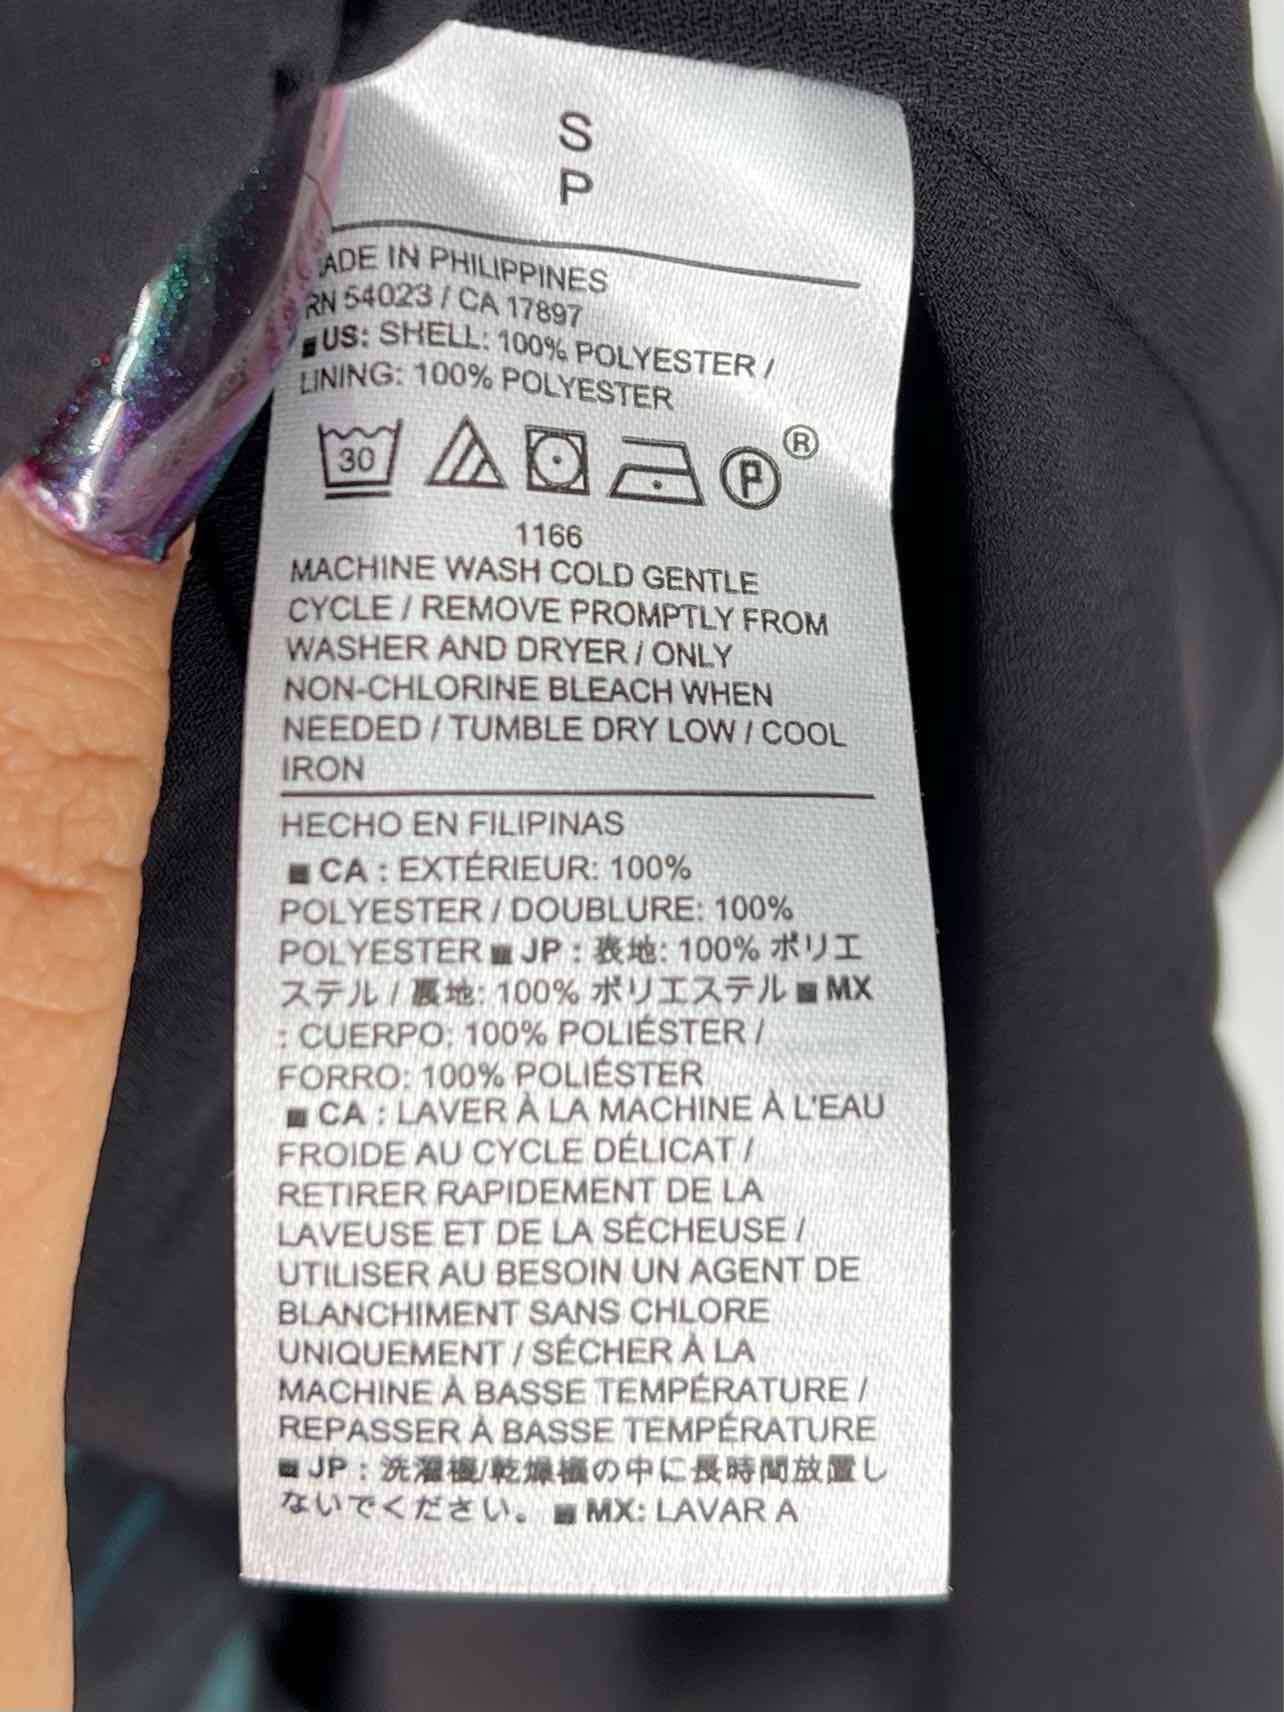 S
P
ADE IN PHILIPPINES
RN 54023 / CA 17897
■ US: SHELL: 100% POLYESTER /
LINING: 100% POLYESTER
30 P ®
1166
MACHINE WASH COLD GENTLE
CYCLE / REMOVE PROMPTLY FROM
WASHER AND DRYER / ONLY
NON-CHLORINE BLEACH WHEN
NEEDED / TUMBLE DRY LOW / COOL
IRON
HECHO EN FILIPINAS
■ CA : EXTÉRIEUR: 100%
POLYESTER / DOUBLURE: 100%
POLYESTER ■ JP : 表地: 100% ポリエ
ステル / 裏地: 100% ポリエステル ■ MX
: CUERPO: 100% POLIÉSTER /
FORRO: 100% POLIÉSTER
■ CA : LAVER À LA MACHINE À L'EAU
FROIDE AU CYCLE DÉLICAT /
RETIRER RAPIDEMENT DE LA
LAVEUSE ET DE LA SÉCHEUSE /
UTILISER AU BESOIN UN AGENT DE
BLANCHIMENT SANS CHLORE
UNIQUEMENT / SÉCHER À LA
MACHINE À BASSE TEMPÉRATURE /
REPASSER À BASSE TEMPÉRATURE
■ JP : 洗濯機/乾燥機の中に長時間放置し
ないでください。 ■ MX: LAVAR A